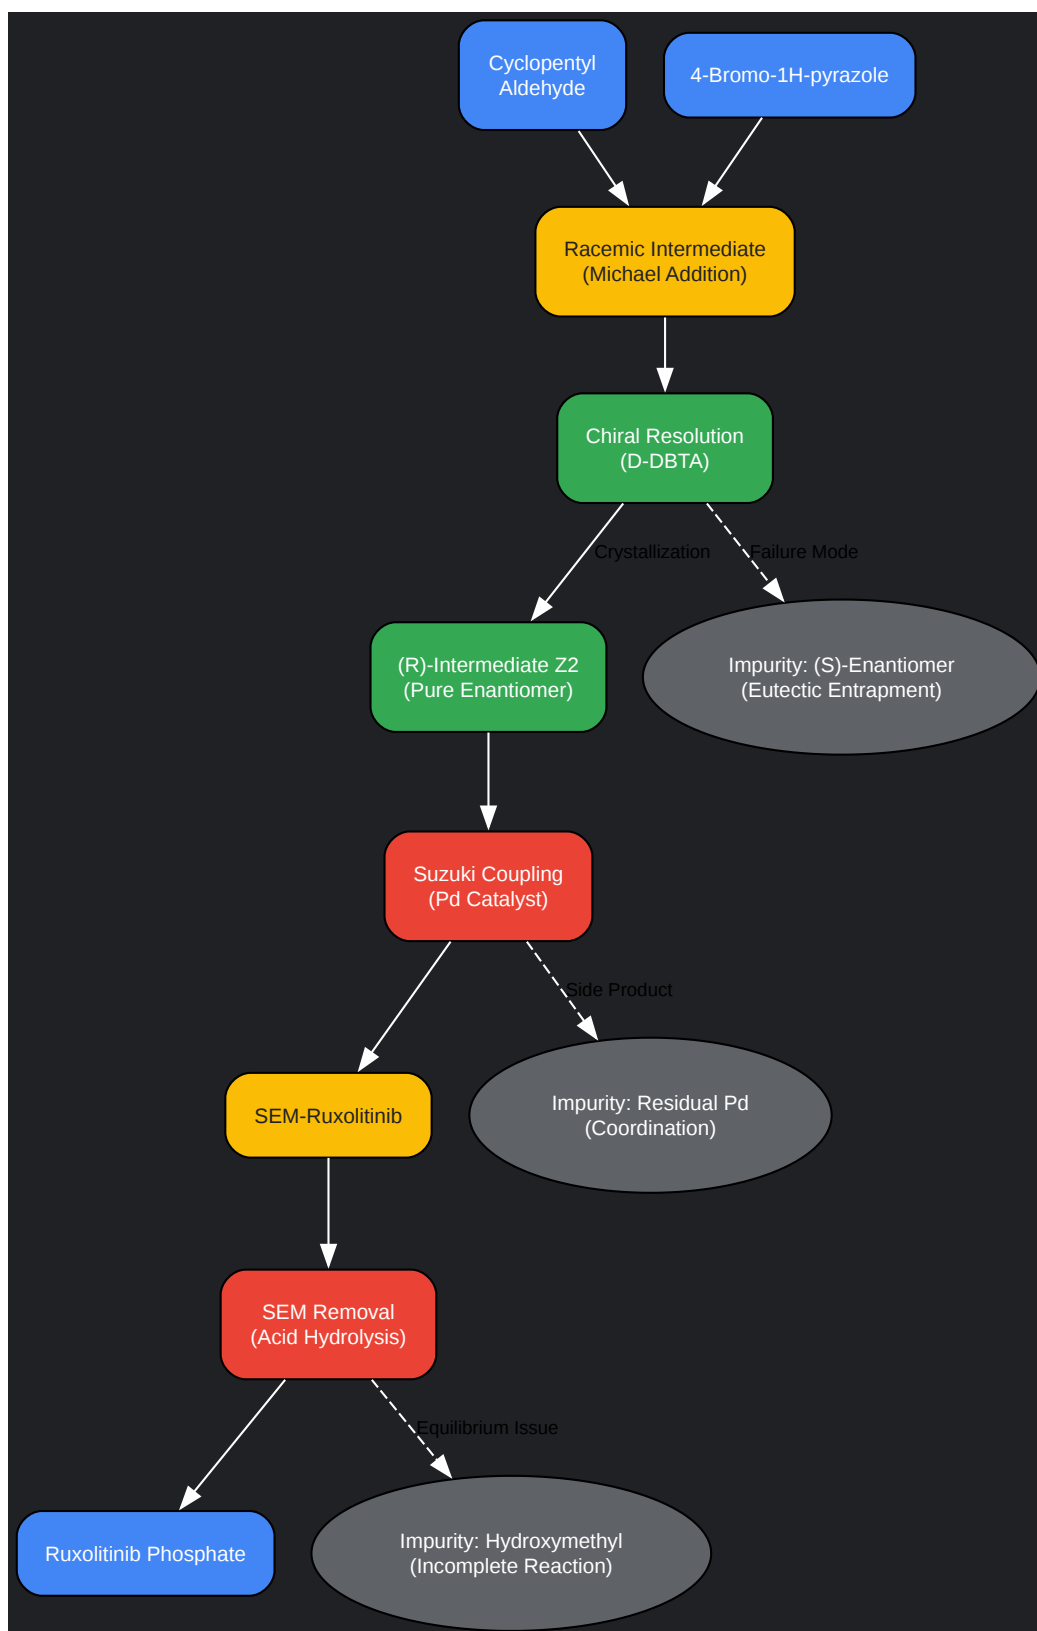 Cyclopentyl
Aldehyde
4-Bromo-1H-pyrazole
Racemic Intermediate
(Michael Addition)
Chiral Resolution
(D-DBTA)
Crystallization
Failure Mode
(R)-Intermediate Z2
(Pure Enantiomer)
Impurity: (S)-Enantiomer
(Eutectic Entrapment)
Suzuki Coupling
(Pd Catalyst)
Side Product
SEM-Ruxolitinib
Impurity: Residual Pd
(Coordination)
SEM Removal
(Acid Hydrolysis)
Equilibrium Issue
Ruxolitinib Phosphate
Impurity: Hydroxymethyl
(Incomplete Reaction)